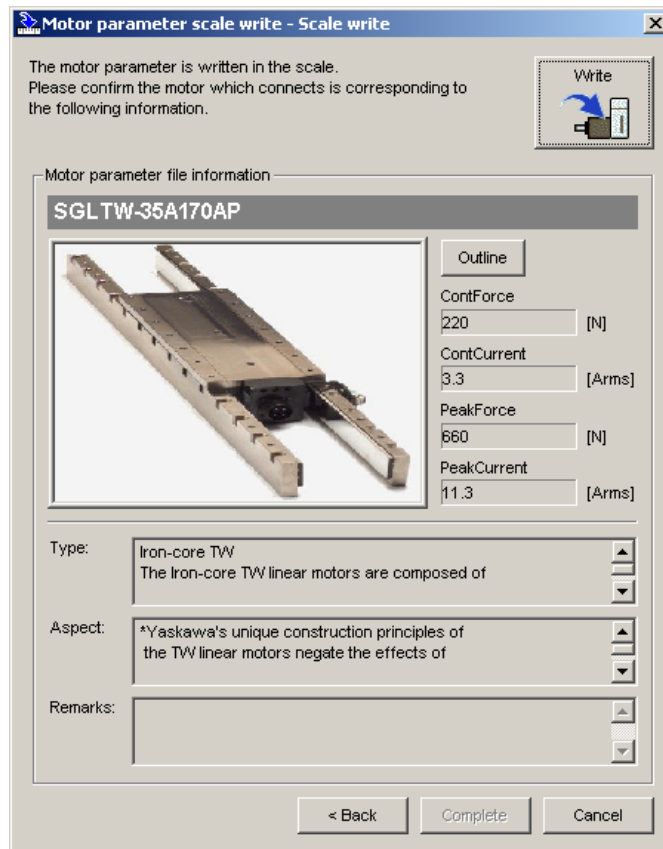 Motor parameter scale write - Scale write
The motor parameter is written in the scale.
Please confirm the motor which connects is corresponding to
the following information.
Write
Motor parameter file information
SGLTW-35A170AP
Outline
ContForce
220 [N]
ContCurrent
3.3 [Arms]
PeakForce
660 [N]
PeakCurrent
11.3 [Arms]
Type:
Iron-core TW
The Iron-core TW linear motors are composed of
Aspect:
*Yaskawa's unique construction principles of
the TW linear motors negate the effects of
Remarks:
< Back
Complete
Cancel